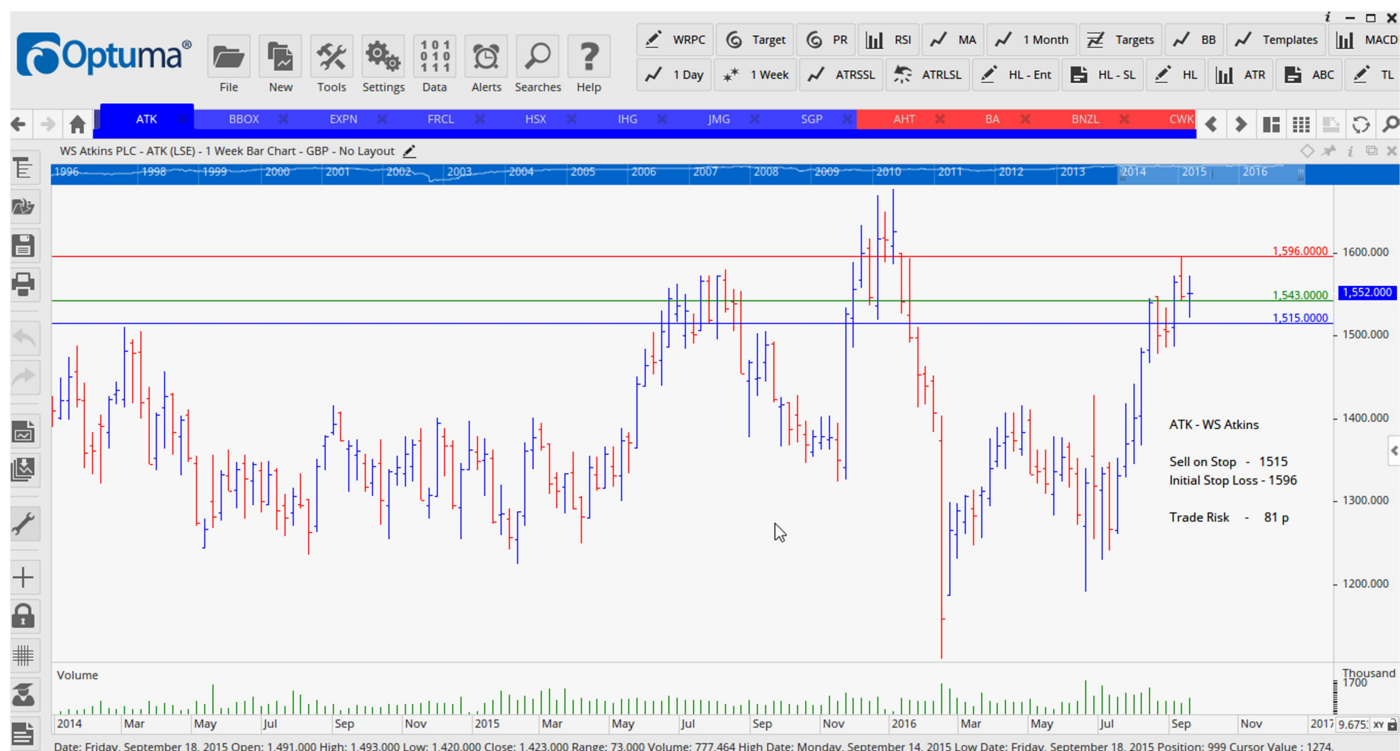 i
Optuma®
File New Tools Settings Data Alerts Searches Help
101
010
111
WRPC Target PR RSI MA 1 Month Targets BB Templates MACD
1 Day 1 Week ATRSSL ATRLSL HL - Ent HL - SL HL ATR ABC TL
ATK BBOX EXPN FRCL HSX IHG JMG SGP AHT BA BNZL CWK
WS Atkins PLC - ATK (LSE) - 1 Week Bar Chart - GBP - No Layout
1996 1998 1999 2000 2001 2002 2003 2004 2005 2006 2007 2008 2009 2010 2011 2012 2013 2014 2015 2016
1,596.0000
1600.000
1,543.0000
1,552.000
1,515.0000
1500.000
1400.000
ATK - WS Atkins
Sell on Stop - 1515
Initial Stop Loss - 1596
1300.000
Trade Risk - 81 p
1200.000
Volume
Thousand
1700
2014 Mar May Jul Sep Nov 2015 Mar May Jul Sep Nov 2016 Mar May Jul Sep Nov 2017 9.675: XY
Date: Friday, September 18, 2015 Open: 1,491.000 High: 1,493.000 Low: 1,420.000 Close: 1,423.000 Range: 73.000 Volume: 777,464 High Date: Monday, September 14, 2015 Low Date: Friday, September 18, 2015 Position: 999 Cursor Value : 1274.